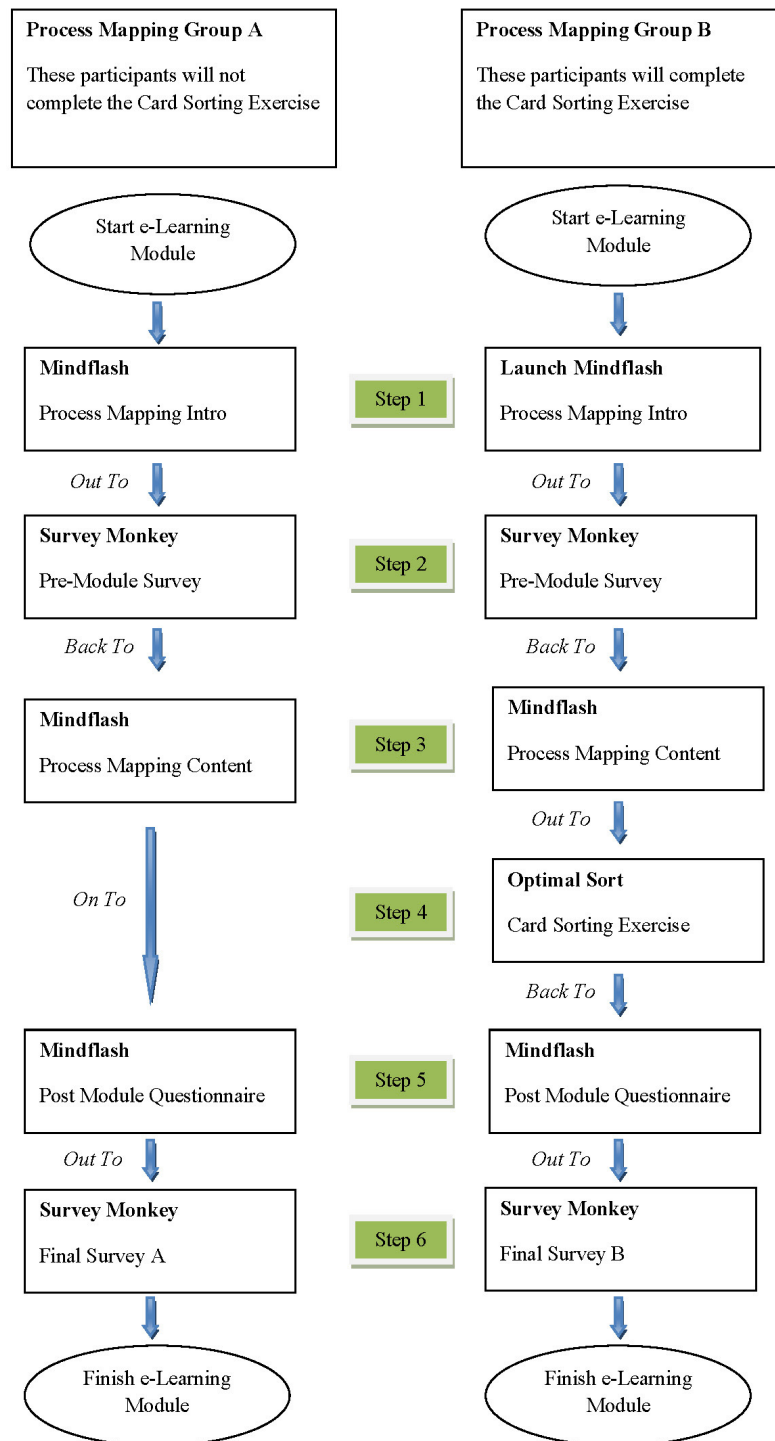 Process Mapping Group A
These participants will not
complete the Card Sorting Exercise
Process Mapping Group B
These participants will complete
the Card Sorting Exercise
Start e-Learning
Module
Start e-Learning
Module
Mindflash
Process Mapping Intro
Step 1
Launch Mindflash
Process Mapping Intro
Out To
Out To
Survey Monkey
Pre-Module Survey
Step 2
Survey Monkey
Pre-Module Survey
Back To
Back To
Mindflash
Process Mapping Content
Step 3
Mindflash
Process Mapping Content
Out To
On To
Step 4
Optimal Sort
Card Sorting Exercise
Back To
Mindflash
Post Module Questionnaire
Step 5
Mindflash
Post Module Questionnaire
Out To
Out To
Survey Monkey
Final Survey A
Step 6
Survey Monkey
Final Survey B
Finish e-Learning
Module
Finish e-Learning
Module